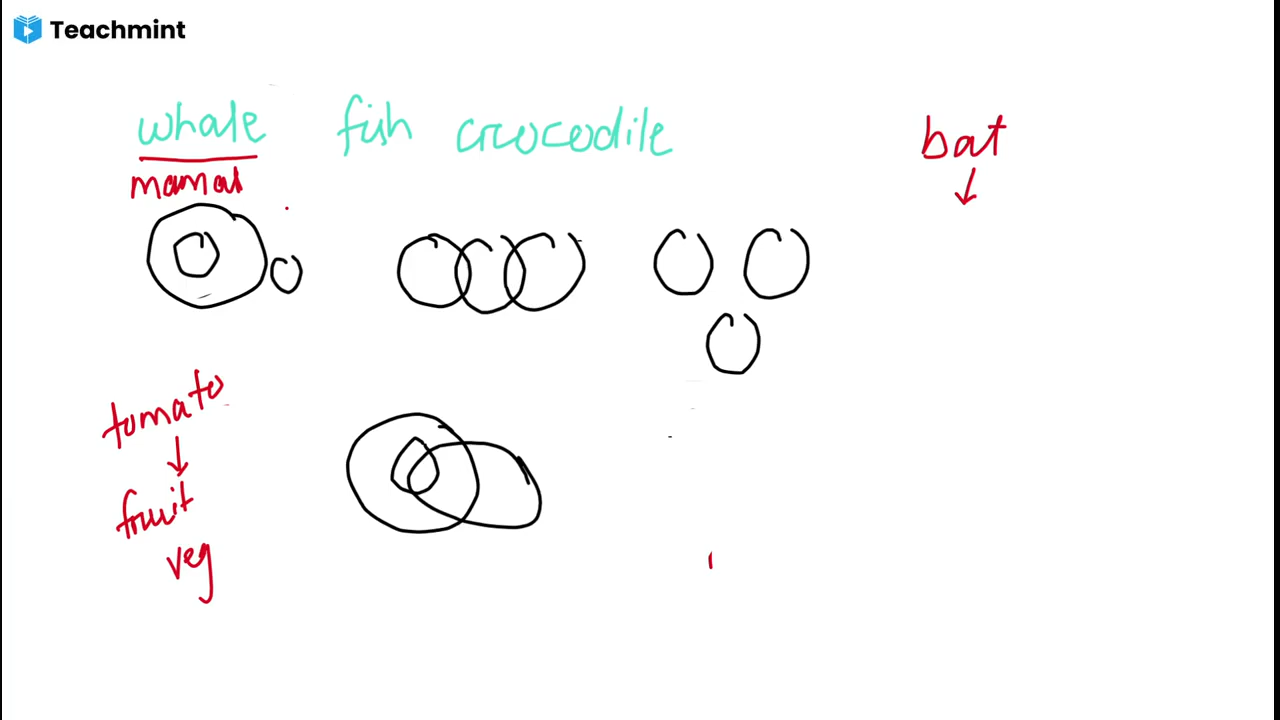 Teachmint
whale fish crocodile
bat
mamal
tomato
fruit
veg